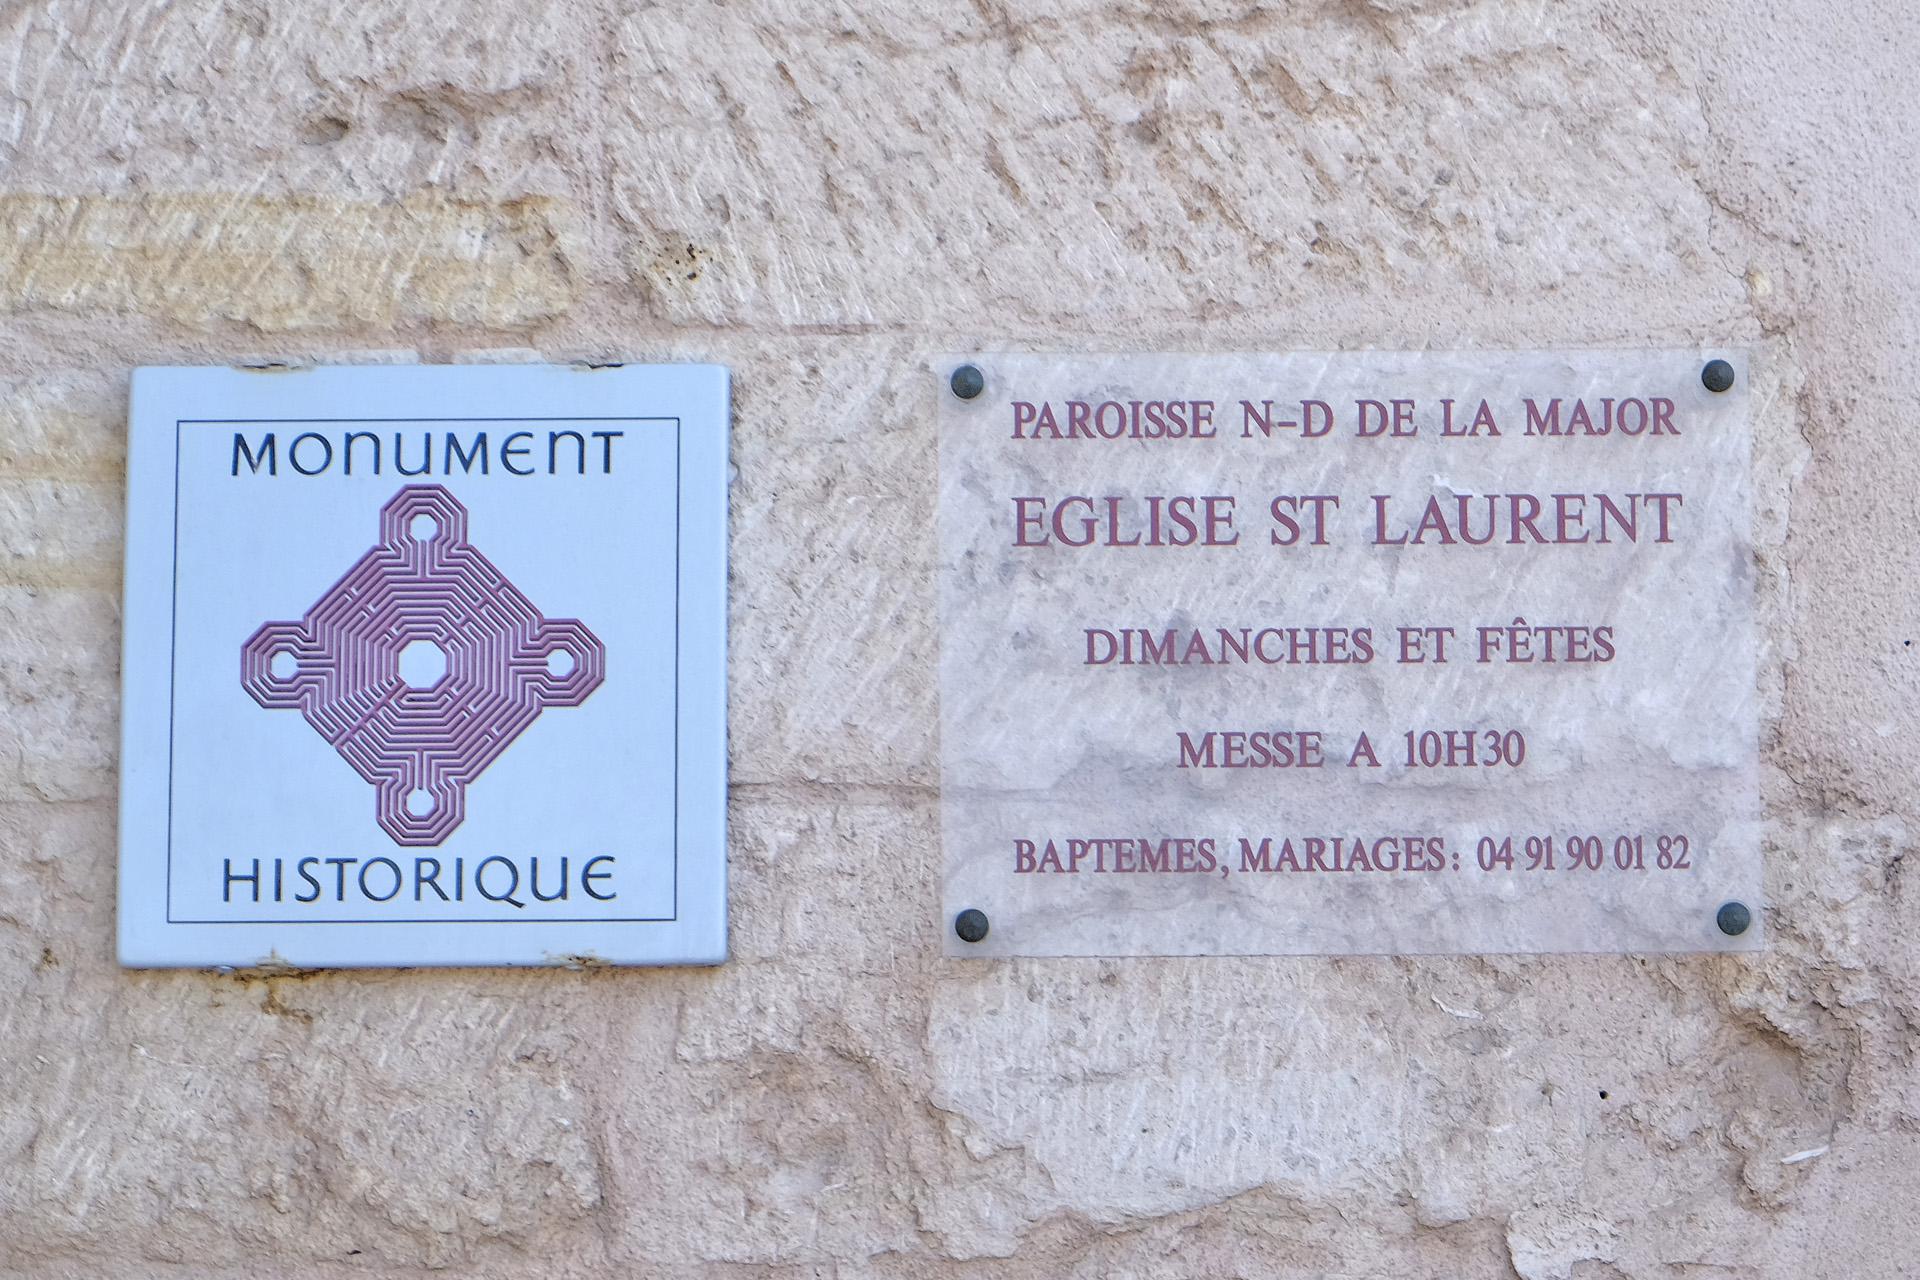 MONUMENT
HISTORIQUE
PAROISSE N-D DE LA MAJOR
EGLISE ST LAURENT
DIMANCHES ET FÊTES
MESSE A 10H30
BAPTEMES, MARIAGES: 04 91 90 01 82